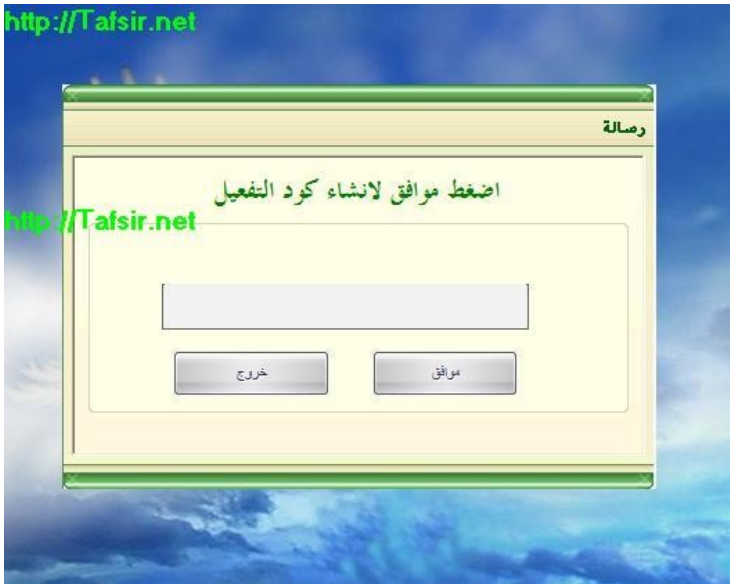 http://Tafsir.net
رسالة
اضغط موافق لانشاء كود التفعيل
http://Tafsir.net
موافق
خروج